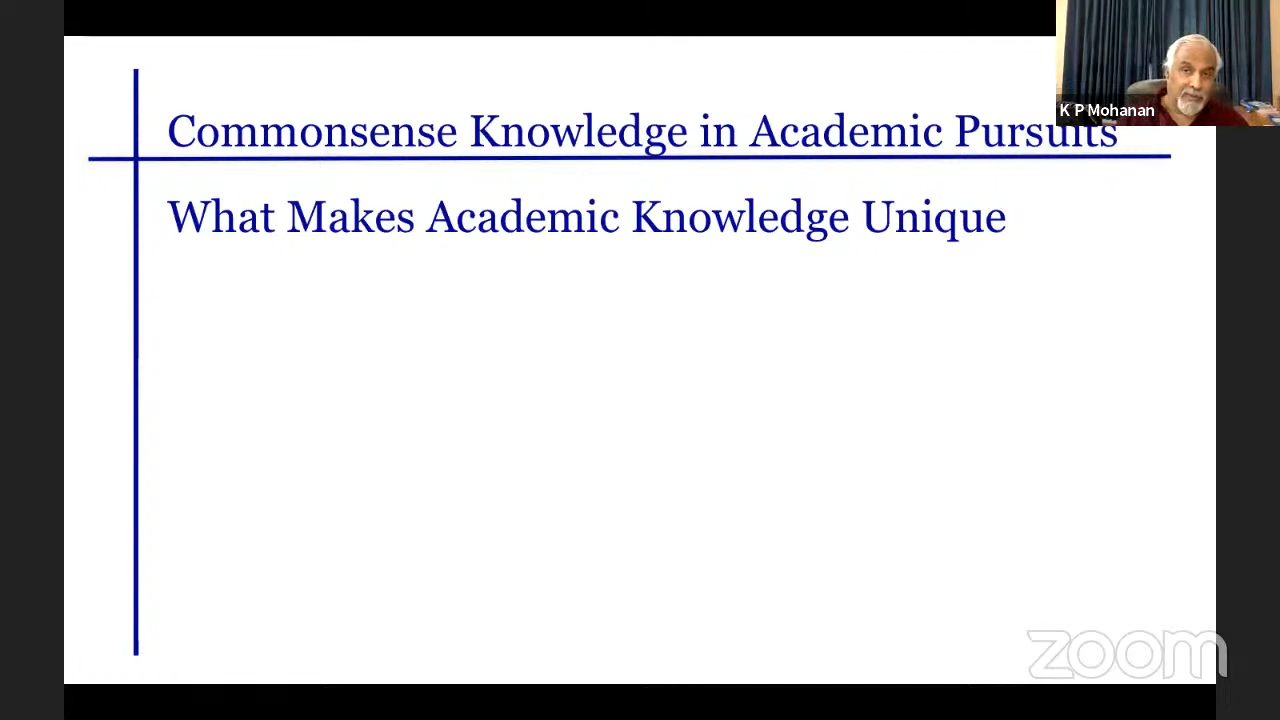 Commonsense Knowledge in Academic Pursuits
K P Mohanan
What Makes Academic Knowledge Unique
zoom